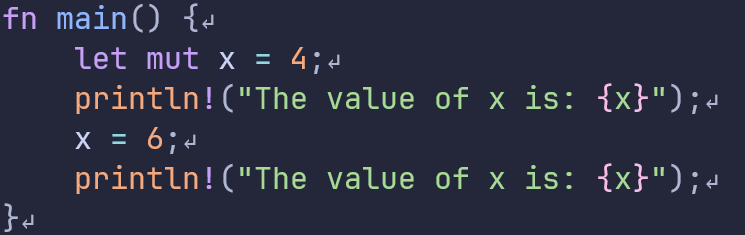 fn main() {↵
    let mut x = 4;↵
    println!("The value of x is: {x}");↵
    x = 6;↵
    println!("The value of x is: {x}");↵
}↵